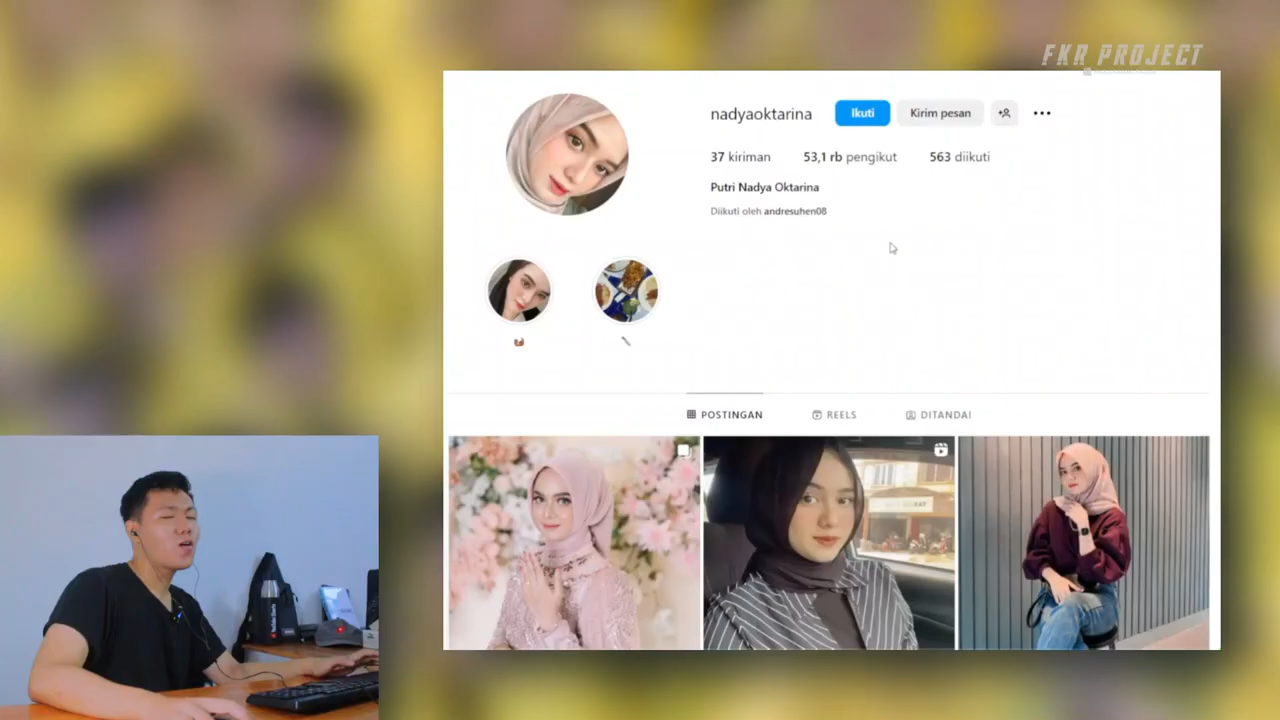 FKR PROJECT
nadyaoktarina
Ikuti
Kirim pesan
37 kiriman
53,1 rb pengikut
563 diikuti
Putri Nadya Oktarina
Diikuti oleh andresuhen08
POSTINGAN
REELS
DITANDAI